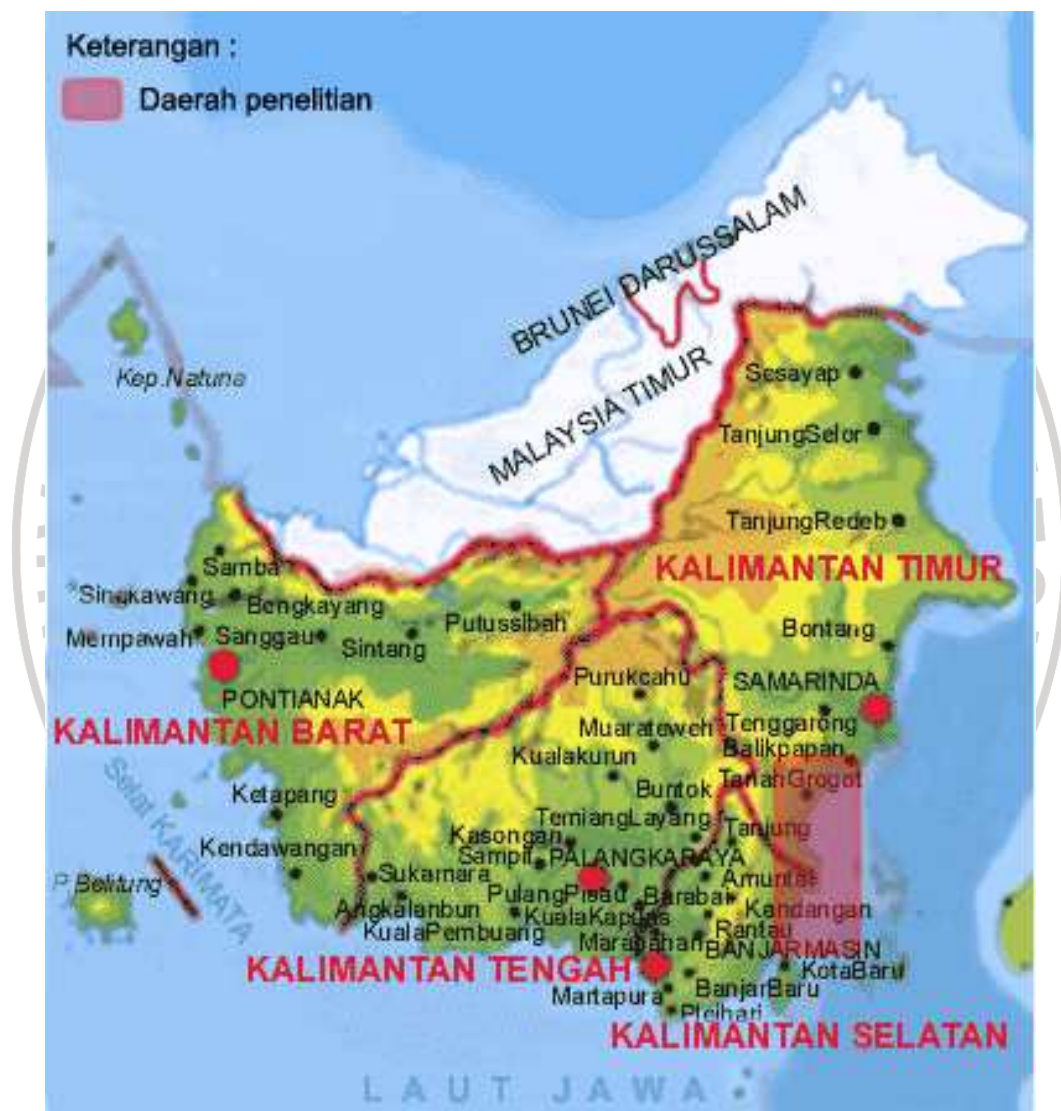 Keterangan :
Daerah penelitian
BRUNEI DARUSSALAM
Kep.Natuna
MALAYSIA TIMUR
Sesayap
TanjungSelor
TanjungRedeb
KALIMANTAN TIMUR
Samba
Singkawang
Bengkayang
Putussibah
Mempawah
Sanggau
Sintang
Bontang
Purukcahu
SAMARINDA
PONTIANAK
KALIMANTAN BARAT
Muarateweh
Tenggarong
Kualakurun
Balikpapan
Selat KARIMATA
Ketapang
Buntok
TanahGrogot
TemiangLayang
Tanjung
Kasongan
Kendawangan
Sampit
PALANGKARAYA
P.Belitung
Sukamara
PulangPisau
Barabai
Amuntai
Angkalanbun
KualaKapuas
Kandangan
KualaPembuang
Rantau
Marabahan
BANJARMASIN
KALIMANTAN TENGAH
KotaBaru
BanjarBaru
Martapura
Pleihari
KALIMANTAN SELATAN
LAUT JAWA